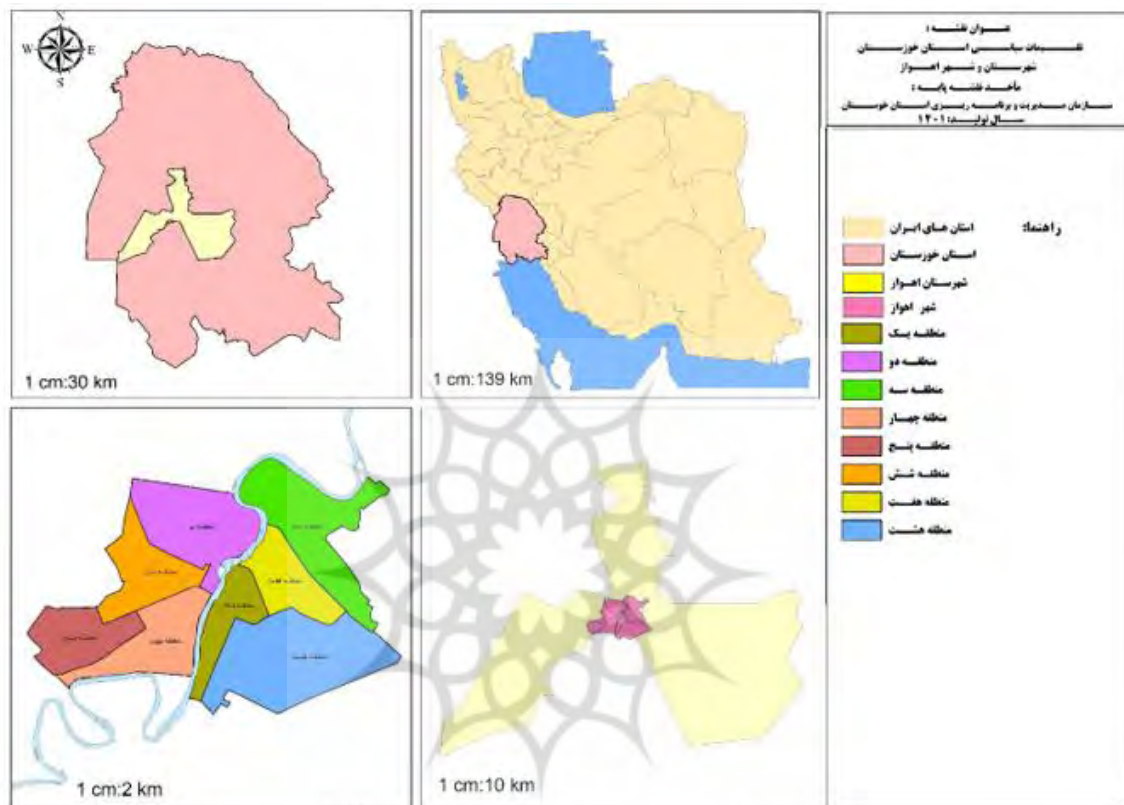 عنوان نقشه :
تقسیمات سیاسی استان خوزستان
شهرستان و شهر اهواز
مأخذ نقشه پایه :
سازمان مدیریت و برنامه ریزی استان خوستان
سال تولید: ۱۴۰۱
N
W E
S
1 cm:30 km
1 cm:139 km
راهنما:
استان های ایران
استان خوزستان
شهرستان اهواز
شهر اهواز
منطقه یک
منطقه دو
منطقه سه
منطقه چهار
منطقه پنج
منطقه شش
منطقه هفت
منطقه هشت
1 cm:2 km
1 cm:10 km